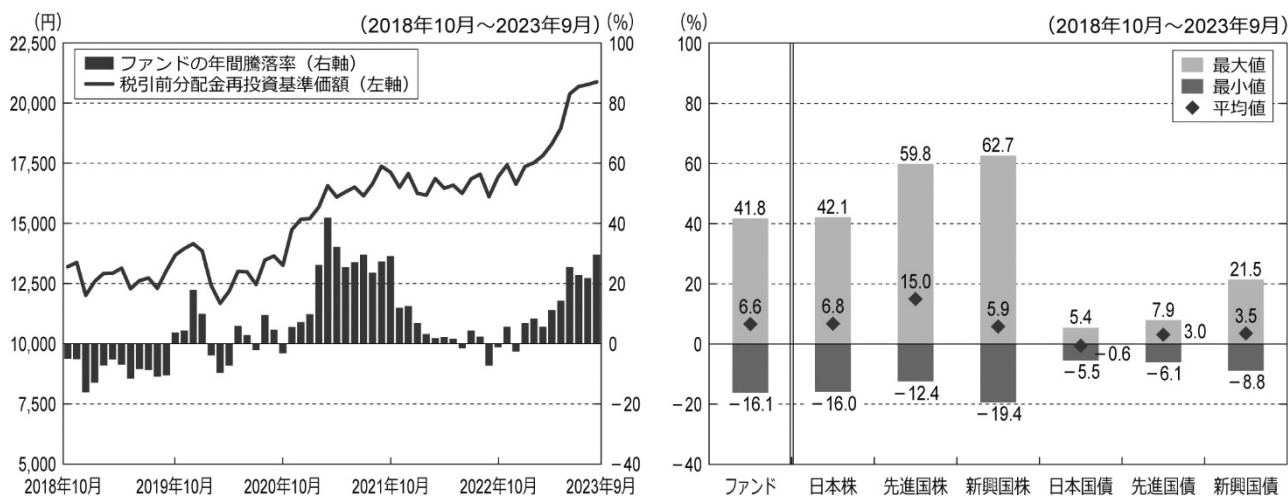 (円)
(2018年10月～2023年9月)
(%)
22,500
20,000
17,500
15,000
12,500
10,000
7,500
5,000
ファンドの年間騰落率（右軸）
税引前分配金再投資基準価額（左軸）
100
80
60
40
20
0
−20
−40
2018年10月
2019年10月
2020年10月
2021年10月
2022年10月
2023年9月
(%)
(2018年10月～2023年9月)
100
80
60
40
20
0
−20
−40
最大値
最小値
平均値
41.8
6.6
−16.1
42.1
6.8
−16.0
59.8
15.0
−12.4
62.7
5.9
−19.4
5.4
−0.6
−5.5
7.9
3.0
−6.1
21.5
3.5
−8.8
ファンド
日本株
先進国株
新興国株
日本国債
先進国債
新興国債